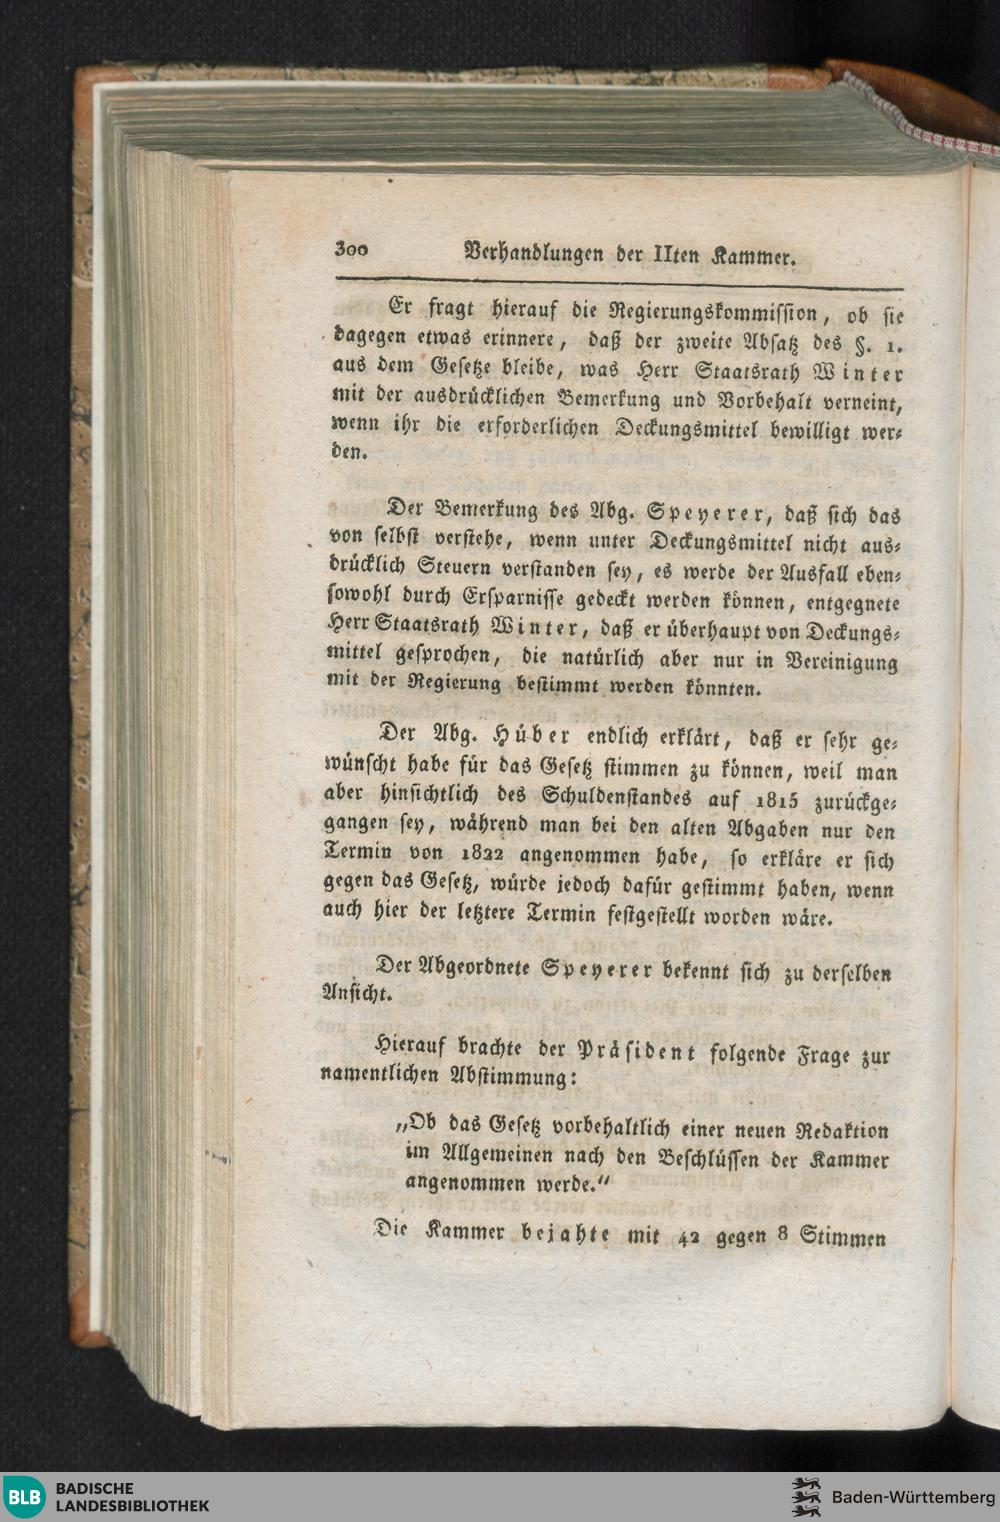 300 Verhandlungen der IIten Kammer.
Er fragt hierauf die Regierungskommission, ob sie
dagegen etwas erinnere, daß der zweite Absatz des §. 1.
aus dem Gesetze bleibe, was Herr Staatsrath Winter
mit der ausdrücklichen Bemerkung und Vorbehalt verneint,
wenn ihr die erforderlichen Deckungsmittel bewilligt wer-
den.
Der Bemerkung des Abg. Speyerer, daß sich das
von selbst verstehe, wenn unter Deckungsmittel nicht aus-
drücklich Steuern verstanden sey, es werde der Ausfall eben-
sowohl durch Ersparnisse gedeckt werden können, entgegnete
Herr Staatsrath Winter, daß er überhaupt von Deckungs-
mittel gesprochen, die natürlich aber nur in Vereinigung
mit der Regierung bestimmt werden könnten.
Der Abg. Hüber endlich erklärt, daß er sehr ge-
wünscht habe für das Gesetz stimmen zu können, weil man
aber hinsichtlich des Schuldenstandes auf 1815 zurückge-
gangen sey, während man bei den alten Abgaben nur den
Termin von 1822 angenommen habe, so erkläre er sich
gegen das Gesetz, würde jedoch dafür gestimmt haben, wenn
auch hier der letztere Termin festgestellt worden wäre.
Der Abgeordnete Speyerer bekennt sich zu derselben
Ansicht.
Hierauf brachte der Präsident folgende Frage zur
namentlichen Abstimmung:
„Ob das Gesetz vorbehaltlich einer neuen Redaktion
im Allgemeinen nach den Beschlüssen der Kammer
angenommen werde."
Die Kammer bejahte mit 42 gegen 8 Stimmen
BLB BADISCHE
LANDESBIBLIOTHEK
Baden-Württemberg